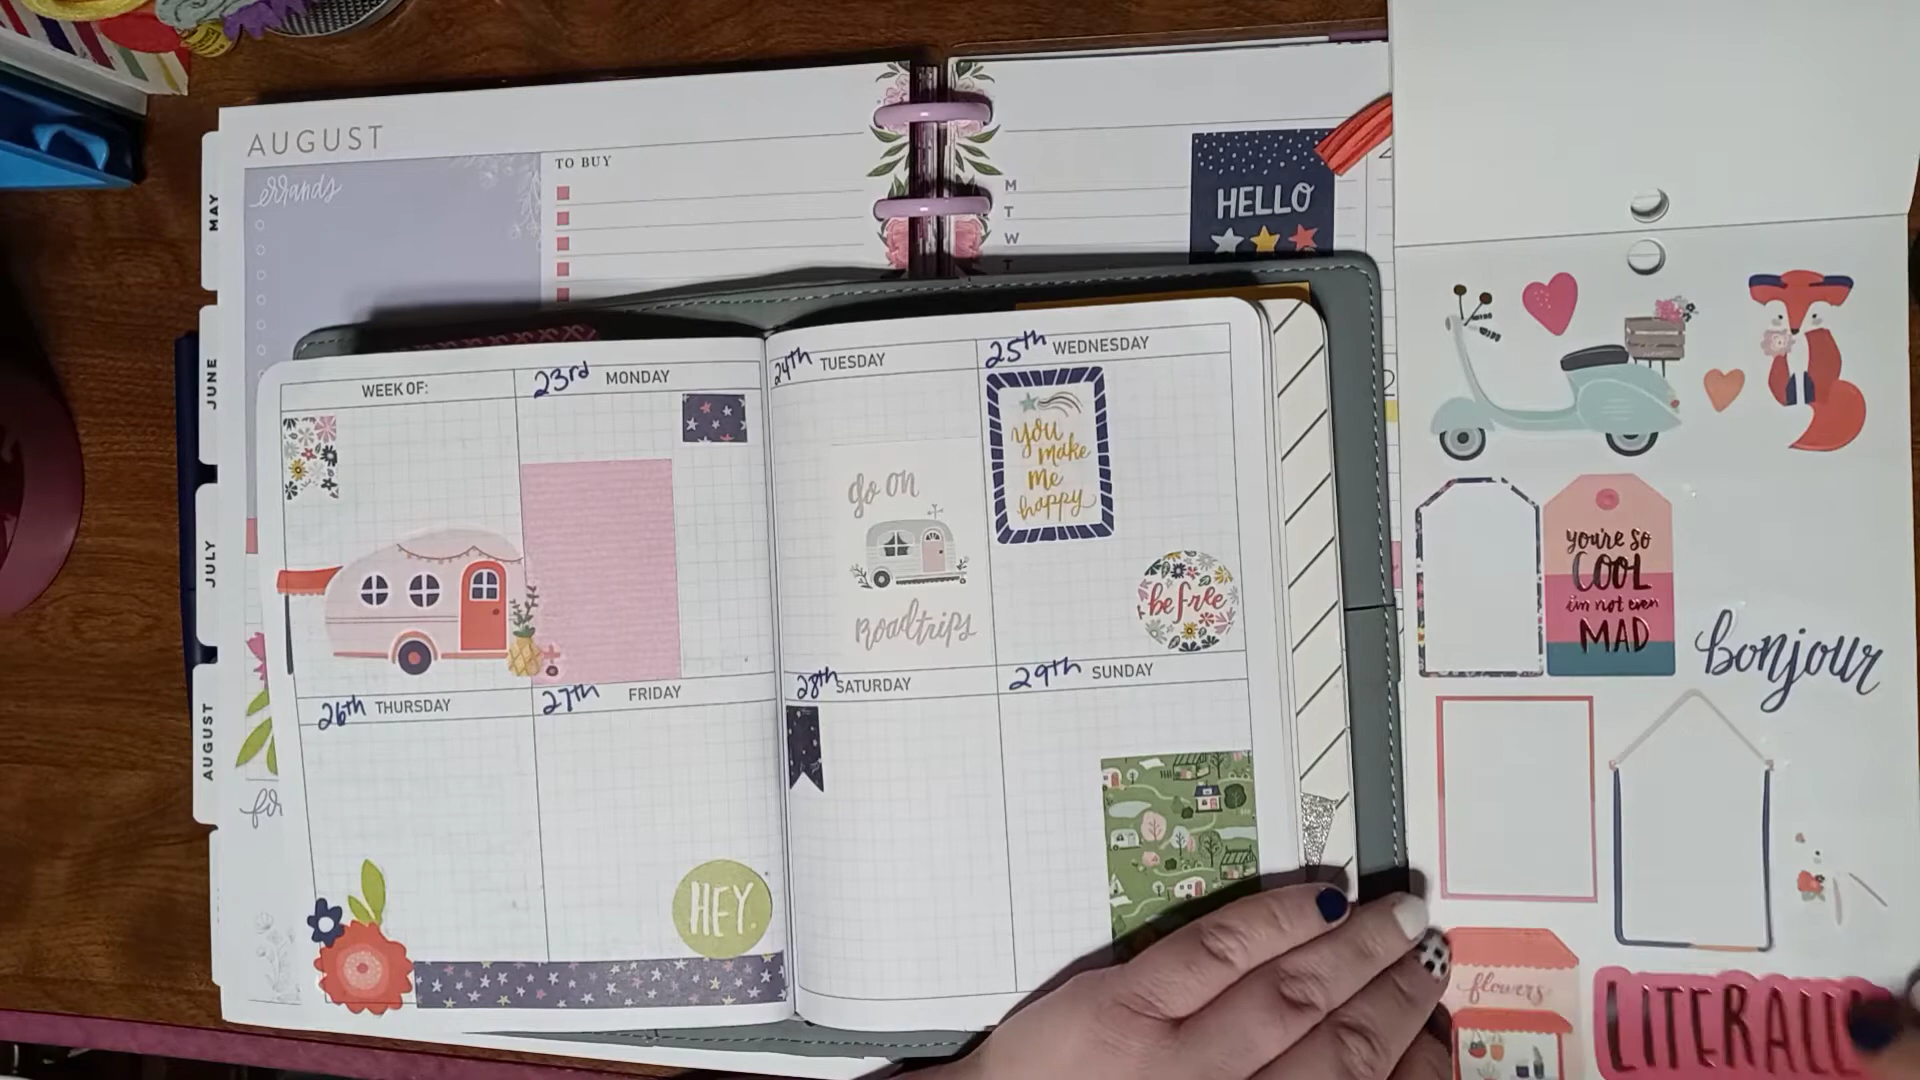 AUGUST
errands
TO BUY
M
T
W
T
HELLO
MAY
JUNE
JULY
AUGUST
WEEK OF:
23rd MONDAY
24th TUESDAY
25th WEDNESDAY
go on
Roadtrips
you
make
me
happy
be free
26th THURSDAY
27th FRIDAY
28th SATURDAY
29th SUNDAY
HEY.
you're so
COOL
i'm not even
MAD
bonjour
flowers